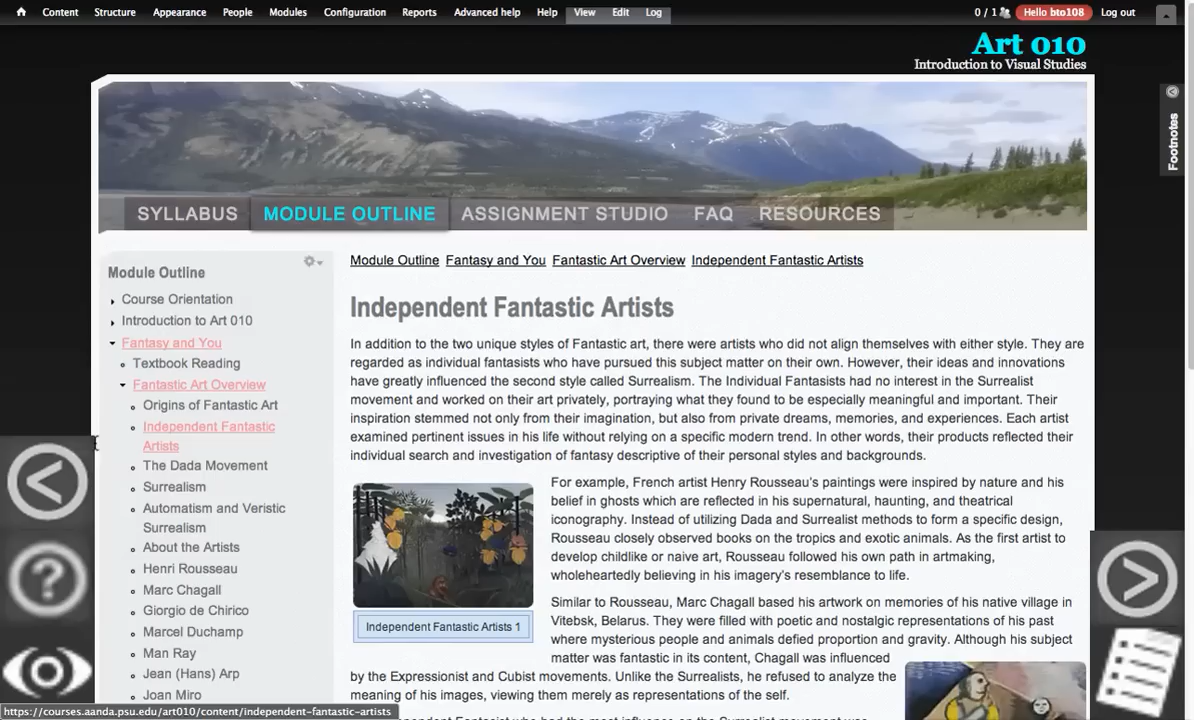 Content Structure Appearance People Modules Configuration Reports Advanced help Help View Edit Log 0 / 1 Hello bto108 Log out
Art 010
Introduction to Visual Studies
Footnotes
SYLLABUS MODULE OUTLINE ASSIGNMENT STUDIO FAQ RESOURCES
Module Outline
Course Orientation
Introduction to Art 010
Fantasy and You
Textbook Reading
Fantastic Art Overview
Origins of Fantastic Art
Independent Fantastic
Artists
The Dada Movement
Surrealism
Automatism and Veristic
Surrealism
About the Artists
Henri Rousseau
Marc Chagall
Giorgio de Chirico
Marcel Duchamp
Man Ray
Jean (Hans) Arp
Joan Miro
Module Outline Fantasy and You Fantastic Art Overview Independent Fantastic Artists
Independent Fantastic Artists
In addition to the two unique styles of Fantastic art, there were artists who did not align themselves with either style. They are
regarded as individual fantasists who have pursued this subject matter on their own. However, their ideas and innovations
have greatly influenced the second style called Surrealism. The Individual Fantasists had no interest in the Surrealist
movement and worked on their art privately, portraying what they found to be especially meaningful and important. Their
inspiration stemmed not only from their imagination, but also from private dreams, memories, and experiences. Each artist
examined pertinent issues in his life without relying on a specific modern trend. In other words, their products reflected their
individual search and investigation of fantasy descriptive of their personal styles and backgrounds.
For example, French artist Henry Rousseau's paintings were inspired by nature and his
belief in ghosts which are reflected in his supernatural, haunting, and theatrical
iconography. Instead of utilizing Dada and Surrealist methods to form a specific design,
Rousseau closely observed books on the tropics and exotic animals. As the first artist to
develop childlike or naive art, Rousseau followed his own path in artmaking,
wholeheartedly believing in his imagery's resemblance to life.
Independent Fantastic Artists 1
Similar to Rousseau, Marc Chagall based his artwork on memories of his native village in
Vitebsk, Belarus. They were filled with poetic and nostalgic representations of his past
where mysterious people and animals defied proportion and gravity. Although his subject
matter was fantastic in its content, Chagall was influenced
by the Expressionist and Cubist movements. Unlike the Surrealists, he refused to analyze the
meaning of his images, viewing them merely as representations of the self.
https://courses.aanda.psu.edu/art010/content/independent-fantastic-artists